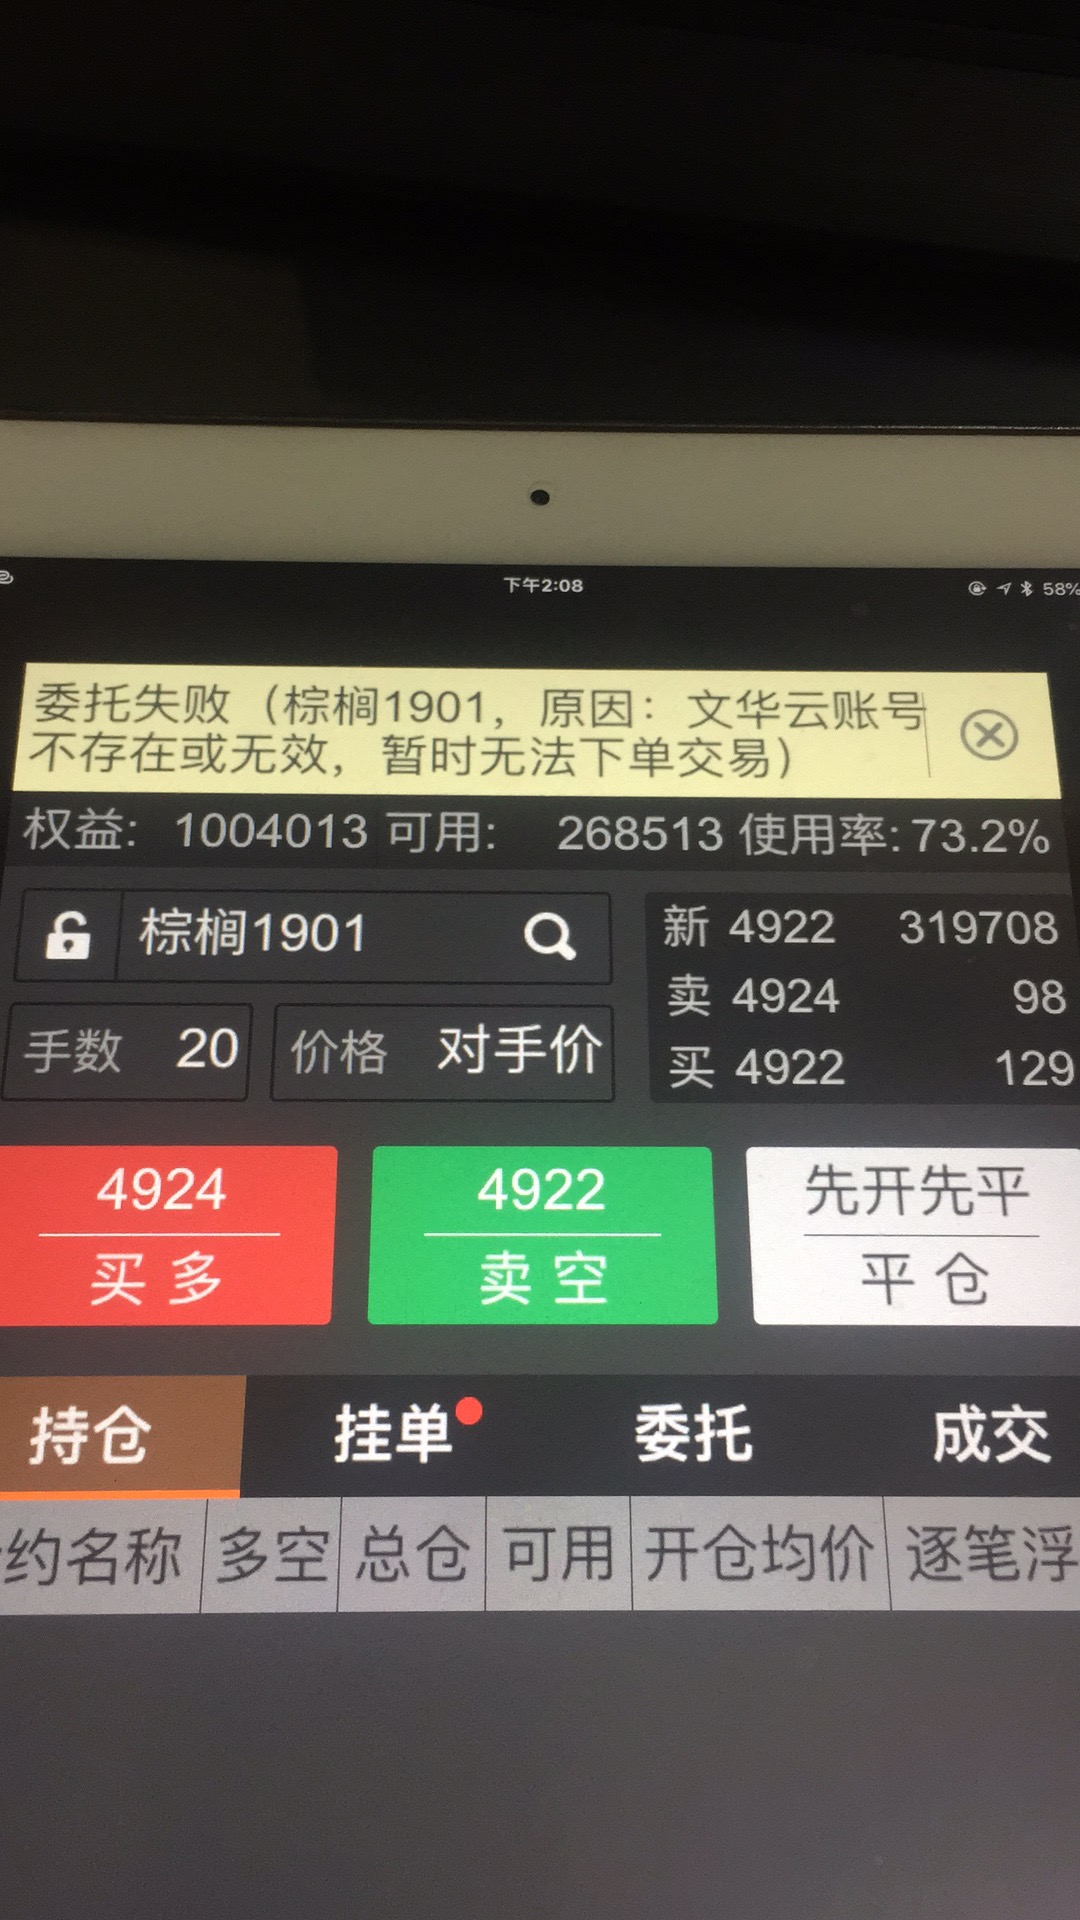 下午2:08
58%
委托失败（棕榈1901，原因：文华云账号
不存在或无效，暂时无法下单交易）
权益: 1004013 可用: 268513 使用率: 73.2%
棕榈1901
新 4922 319708
手数 20 价格 对手价
卖 4924 98
买 4922 129
4924 4922 先开先平
买多 卖空 平仓
持仓 挂单 委托 成交
约名称 多空 总仓 可用 开仓均价 逐笔浮